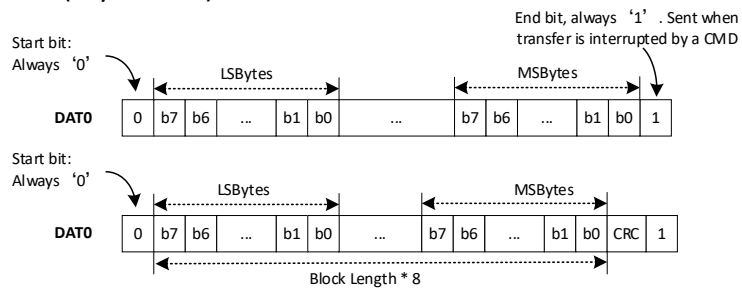 End bit, always ‘1’ . Sent when
transfer is interrupted by a CMD
Start bit:
Always ‘0’
LSBytes
MSBytes
DAT0 0 b7 b6 ... b1 b0 ... b7 b6 ... b1 b0 1
Start bit:
Always ‘0’
LSBytes
MSBytes
DAT0 0 b7 b6 ... b1 b0 ... b7 b6 ... b1 b0 CRC 1
Block Length * 8